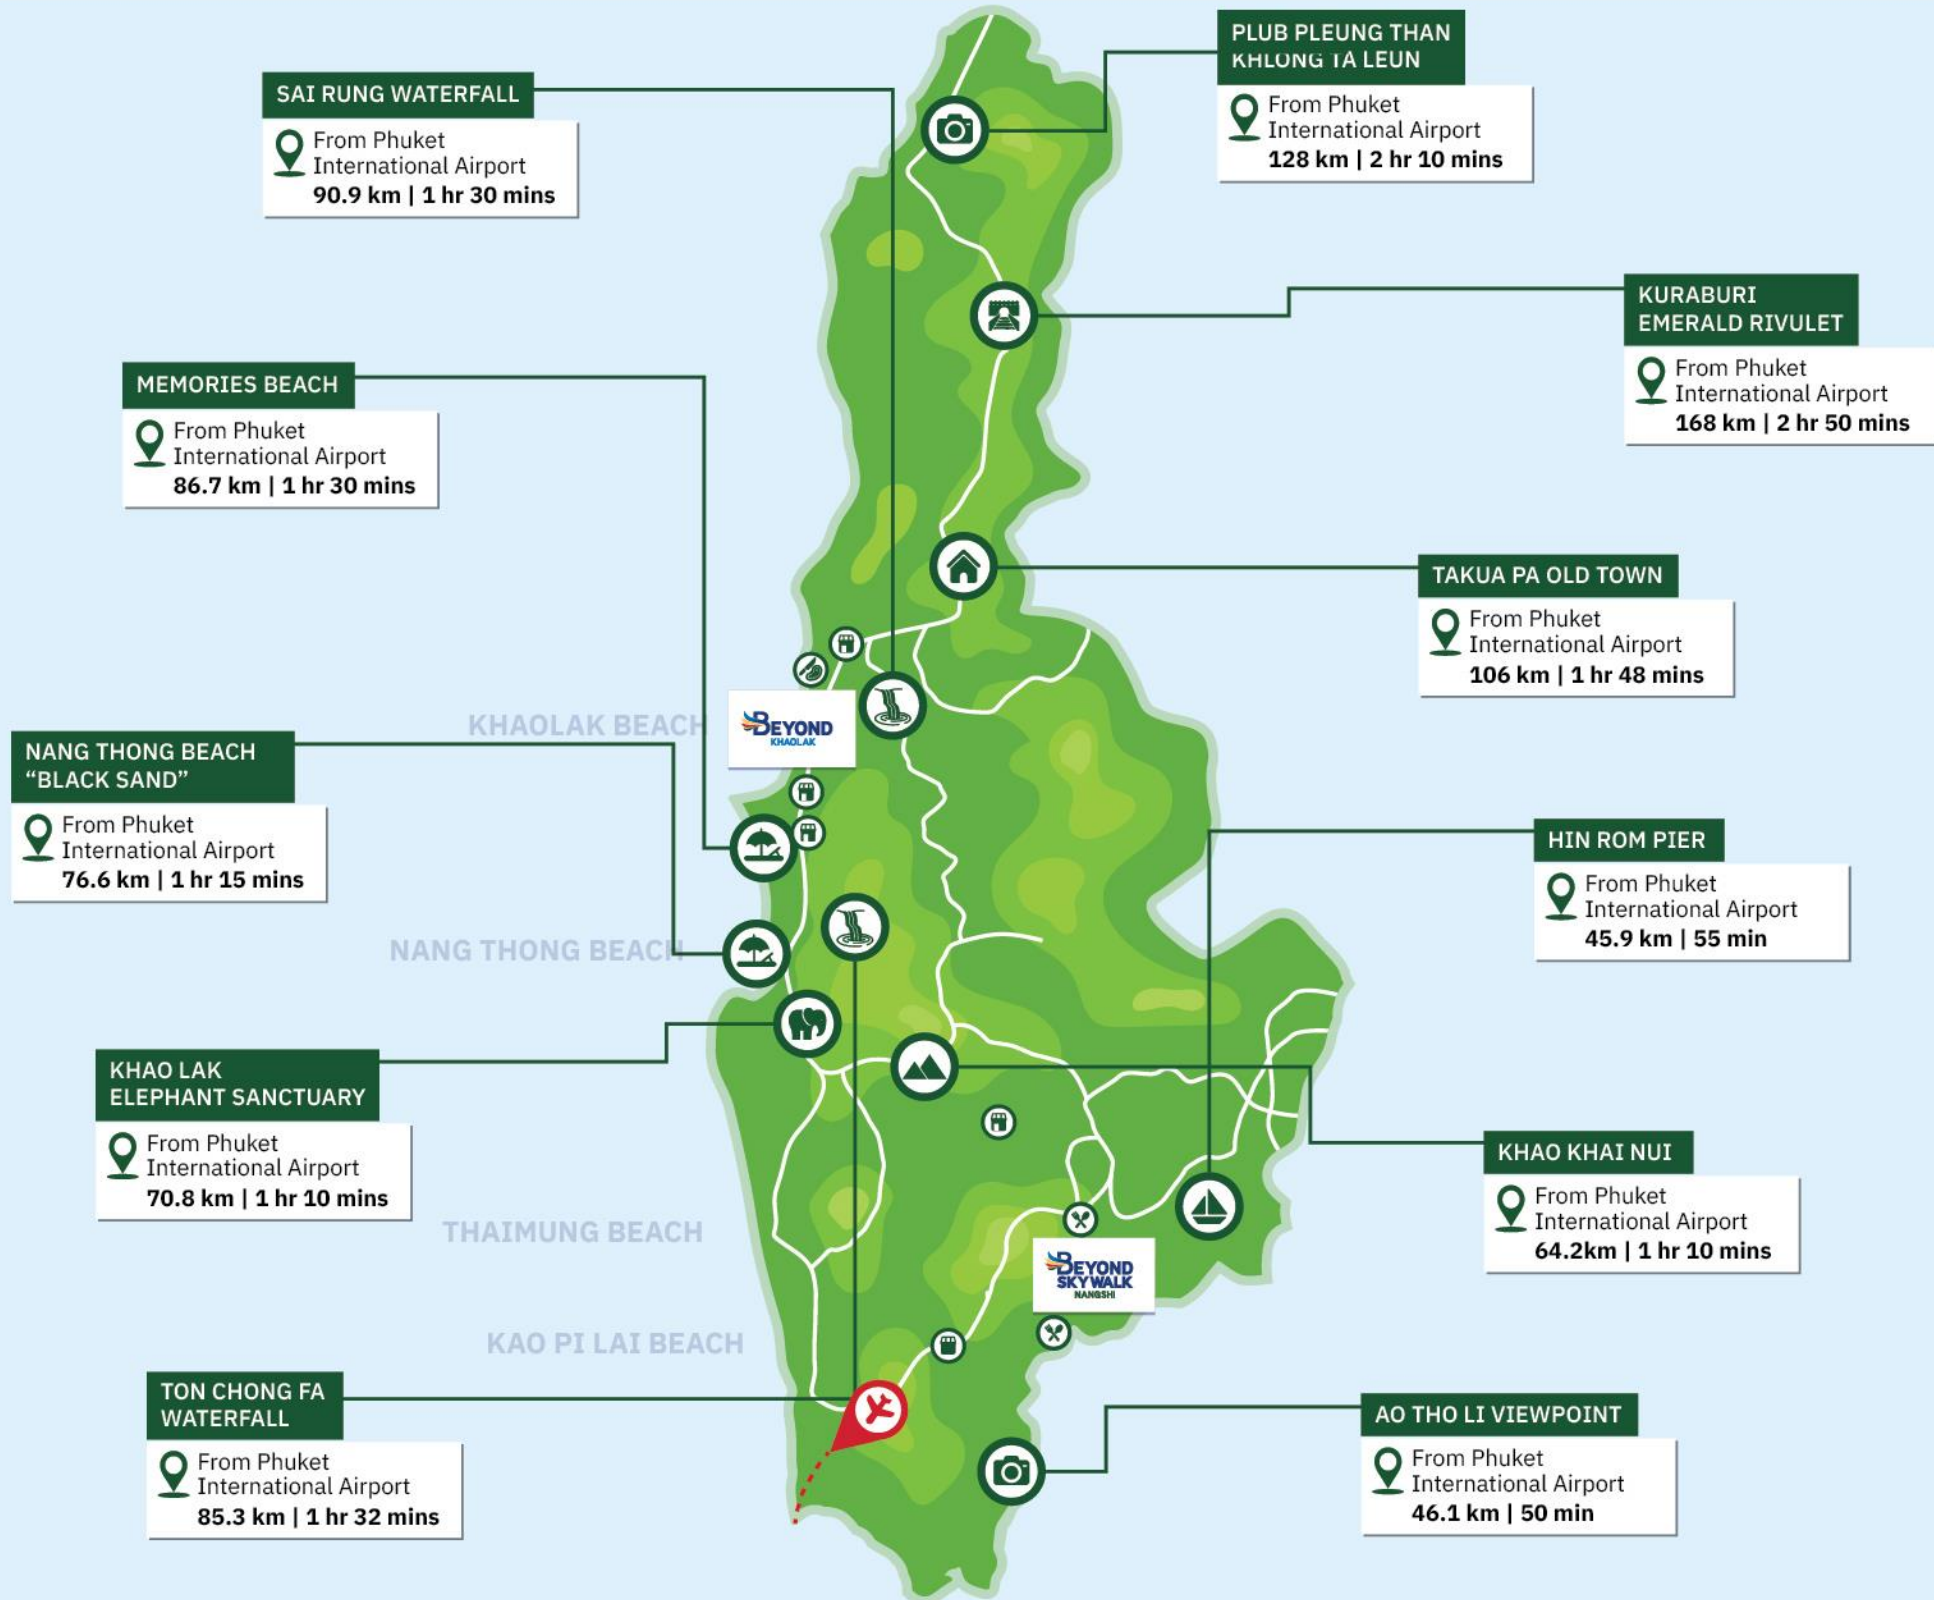 PLUB PLEUNG THAN
KHLONG TA LEUN
From Phuket
International Airport
128 km | 2 hr 10 mins
SAI RUNG WATERFALL
From Phuket
International Airport
90.9 km | 1 hr 30 mins
KURABURI
EMERALD RIVULET
From Phuket
International Airport
168 km | 2 hr 50 mins
MEMORIES BEACH
From Phuket
International Airport
86.7 km | 1 hr 30 mins
TAKUA PA OLD TOWN
From Phuket
International Airport
106 km | 1 hr 48 mins
KHAOLAK BEACH
BEYOND
KHAOLAK
NANG THONG BEACH
“BLACK SAND”
From Phuket
International Airport
76.6 km | 1 hr 15 mins
HIN ROM PIER
From Phuket
International Airport
45.9 km | 55 min
NANG THONG BEACH
KHAO LAK
ELEPHANT SANCTUARY
From Phuket
International Airport
70.8 km | 1 hr 10 mins
KHAO KHAI NUI
From Phuket
International Airport
64.2km | 1 hr 10 mins
THAIMUNG BEACH
BEYOND
SKYWALK
NANGSHI
KAO PI LAI BEACH
TON CHONG FA
WATERFALL
From Phuket
International Airport
85.3 km | 1 hr 32 mins
AO THO LI VIEWPOINT
From Phuket
International Airport
46.1 km | 50 min